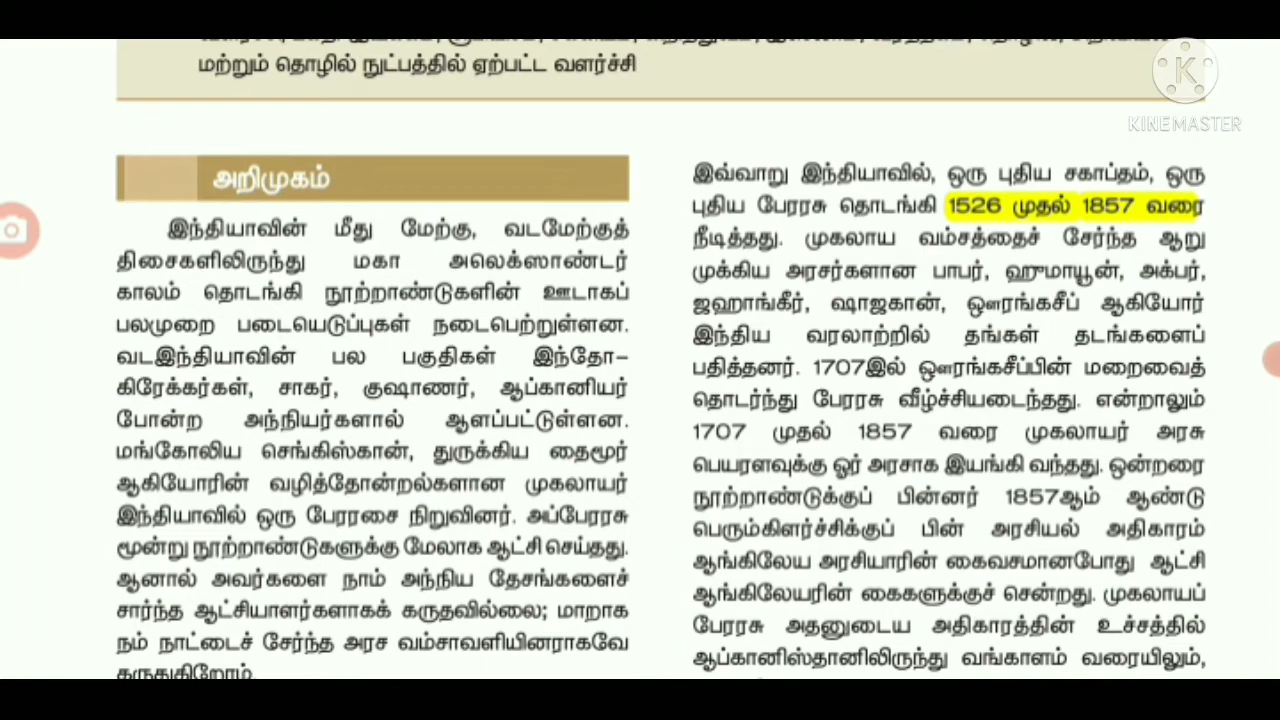 மற்றும் தொழில் நுட்பத்தில் ஏற்பட்ட வளர்ச்சி
KINEMASTER
அறிமுகம்
இந்தியாவின் மீது மேற்கு, வடமேற்குத்
திசைகளிலிருந்து மகா அலெக்ஸாண்டர்
காலம் தொடங்கி நூற்றாண்டுகளின் ஊடாகப்
பலமுறை படையெடுப்புகள் நடைபெற்றுள்ளன.
வடஇந்தியாவின் பல பகுதிகள் இந்தோ–
கிரேக்கர்கள், சாகர், குஷாணர், ஆப்கானியர்
போன்ற அந்நியர்களால் ஆளப்பட்டுள்ளன.
மங்கோலிய செங்கிஸ்கான், துருக்கிய தைமூர்
ஆகியோரின் வழித்தோன்றல்களான முகலாயர்
இந்தியாவில் ஒரு பேரரசை நிறுவினர். அப்பேரரசு
மூன்று நூற்றாண்டுகளுக்கு மேலாக ஆட்சி செய்தது.
ஆனால் அவர்களை நாம் அந்நிய தேசங்களைச்
சார்ந்த ஆட்சியாளர்களாகக் கருதவில்லை; மாறாக
நம் நாட்டைச் சேர்ந்த அரச வம்சாவளியினராகவே
கருதுகிறோம்.
இவ்வாறு இந்தியாவில், ஒரு புதிய சகாப்தம், ஒரு
புதிய பேரரசு தொடங்கி 1526 முதல் 1857 வரை
நீடித்தது. முகலாய வம்சத்தைச் சேர்ந்த ஆறு
முக்கிய அரசர்களான பாபர், ஹுமாயூன், அக்பர்,
ஜஹாங்கீர், ஷாஜகான், ஔரங்கசீப் ஆகியோர்
இந்திய வரலாற்றில் தங்கள் தடங்களைப்
பதித்தனர். 1707இல் ஔரங்கசீப்பின் மறைவைத்
தொடர்ந்து பேரரசு வீழ்ச்சியடைந்தது. என்றாலும்
1707 முதல் 1857 வரை முகலாயர் அரசு
பெயரளவுக்கு ஓர் அரசாக இயங்கி வந்தது. ஒன்றரை
நூற்றாண்டுக்குப் பின்னர் 1857ஆம் ஆண்டு
பெரும்கிளர்ச்சிக்குப் பின் அரசியல் அதிகாரம்
ஆங்கிலேய அரசியாரின் கைவசமானபோது ஆட்சி
ஆங்கிலேயரின் கைகளுக்குச் சென்றது. முகலாயப்
பேரரசு அதனுடைய அதிகாரத்தின் உச்சத்தில்
ஆப்கானிஸ்தானிலிருந்து வங்காளம் வரையிலும்,